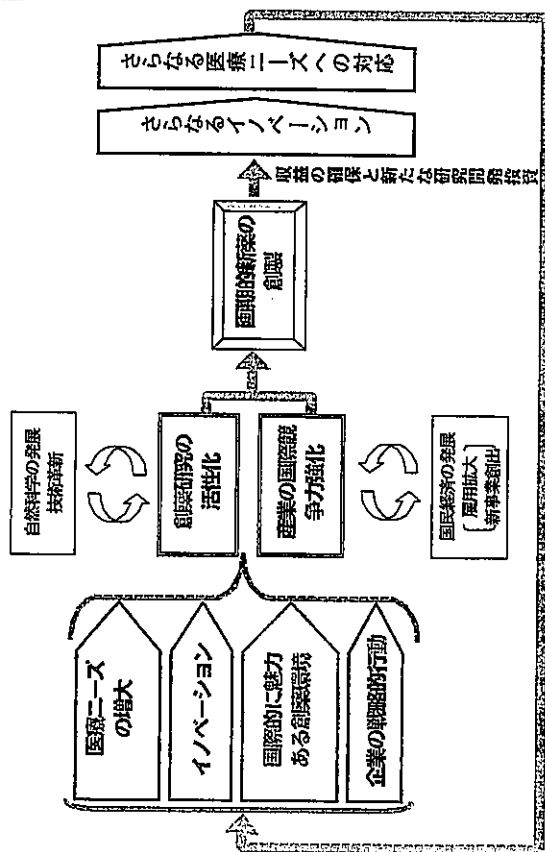 医療ニーズ
の増大
イノベーション
国際的に魅力
ある創薬環境
企業の戦略的行動
自然科学の発展
技術革新
創薬研究の
活性化
産業の国際競
争力強化
国民経済の発展
雇用拡大
新事業創出
画期的新薬の
創製
収益の確保と新たな研究開発投資
さらなるイノベーション
さらなる医療ニーズへの対応